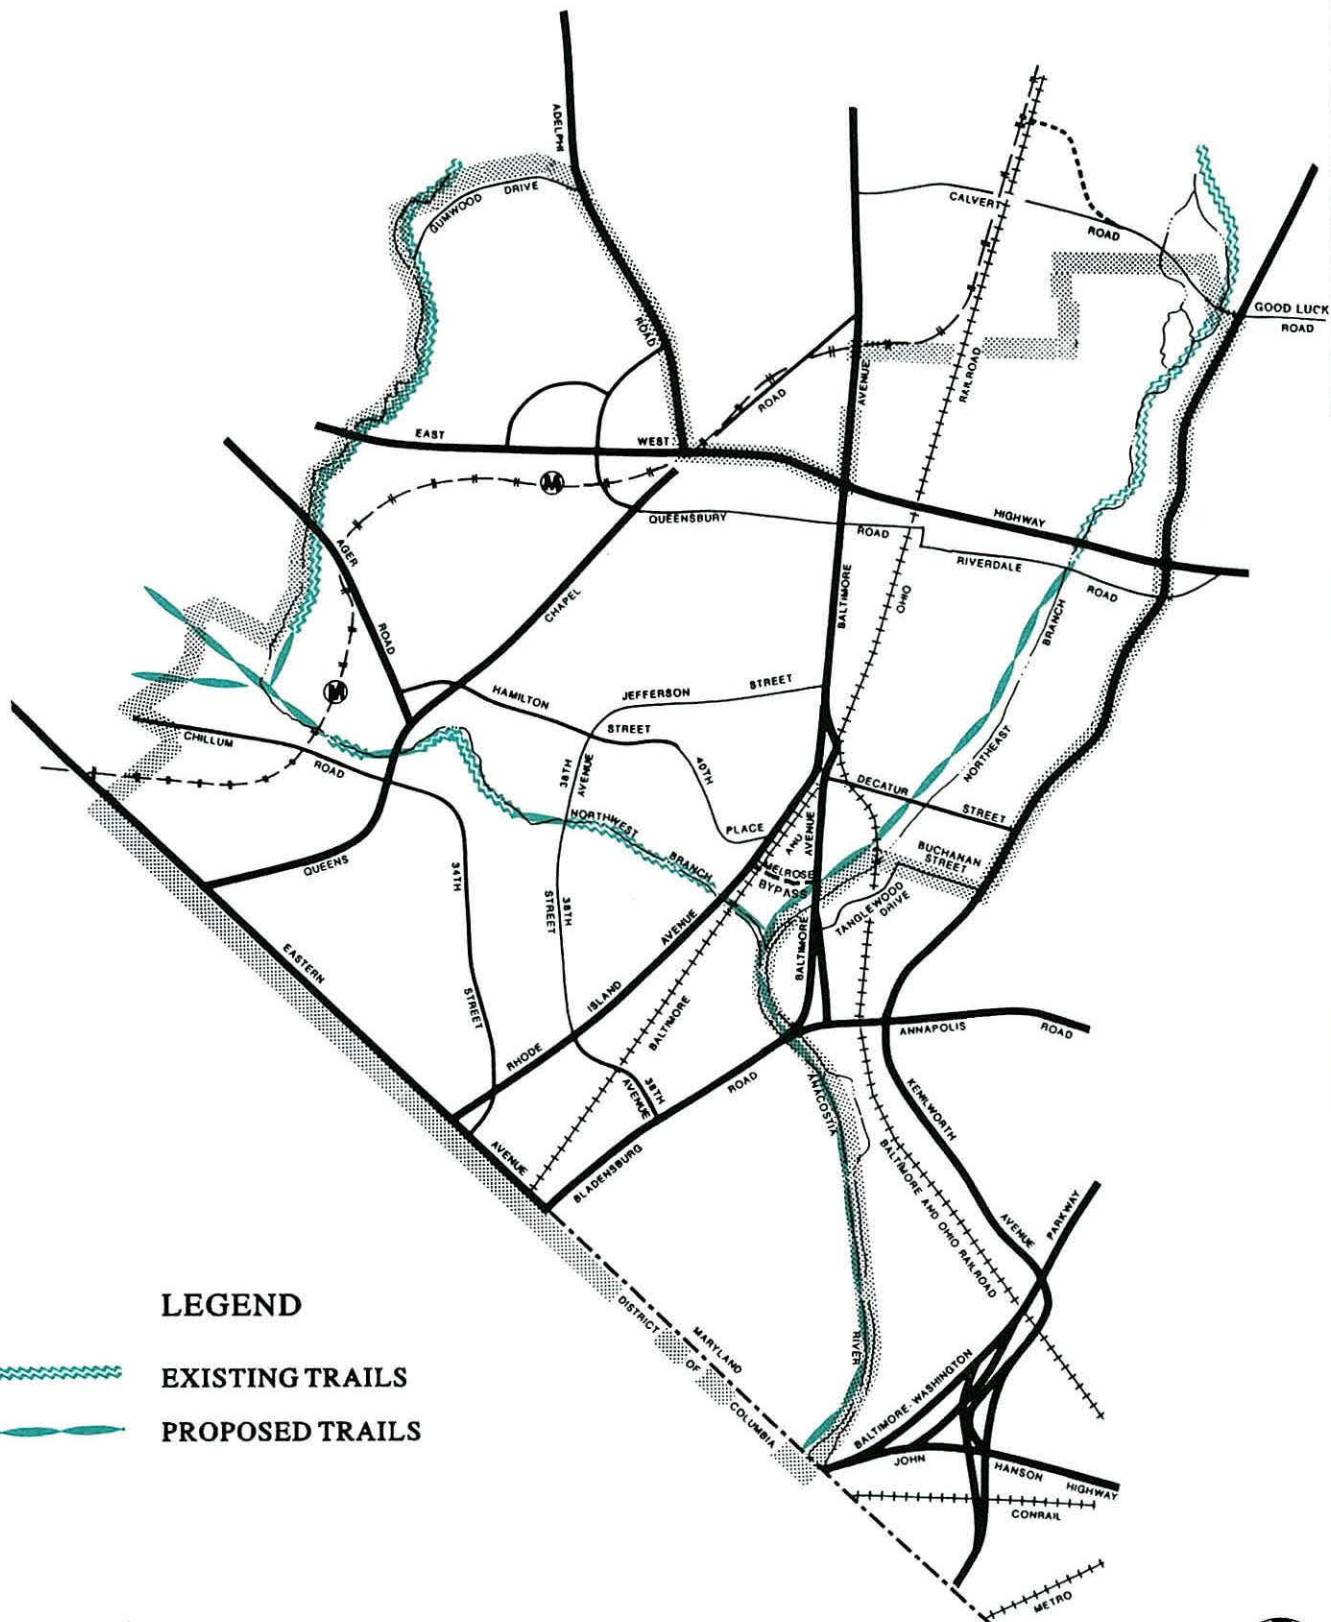 ADELPHI
ROAD
GUMWOOD DRIVE
CALVERT
ROAD
GOOD LUCK
ROAD
RAILROAD
AVENUE
ROAD
EAST
WEST
HIGHWAY
M
QUEENSBURY
ROAD
RIVERDALE
ROAD
AGER
ROAD
CHAPEL
BALTIMORE
OHIO
BRANCH
NORTHEAST
M
HAMILTON
STREET
JEFFERSON
STREET
CHILLUM
ROAD
38TH
AVENUE
40TH
PLACE
DECATUR
STREET
NORTHWEST
BRANCH
AND
AVENUE
MELROSE
BYPASS
BUCHANAN
STREET
TANGLEWOOD
DRIVE
QUEENS
34TH
STREET
38TH
STREET
BALTIMORE
AVENUE
ISLAND
RHODE
BALTIMORE
EASTERN
AVENUE
38TH
AVENUE
ROAD
BLADENSBURG
ANNAPOLIS
ROAD
ANACOSTIA
RIVER
KENILWORTH
AVENUE
BALTIMORE AND OHIO RAILROAD
PARKWAY
DISTRICT
OF
COLUMBIA
MARYLAND
BALTIMORE-WASHINGTON
JOHN
HANSON
HIGHWAY
CONRAIL
METRO
LEGEND
EXISTING TRAILS
PROPOSED TRAILS